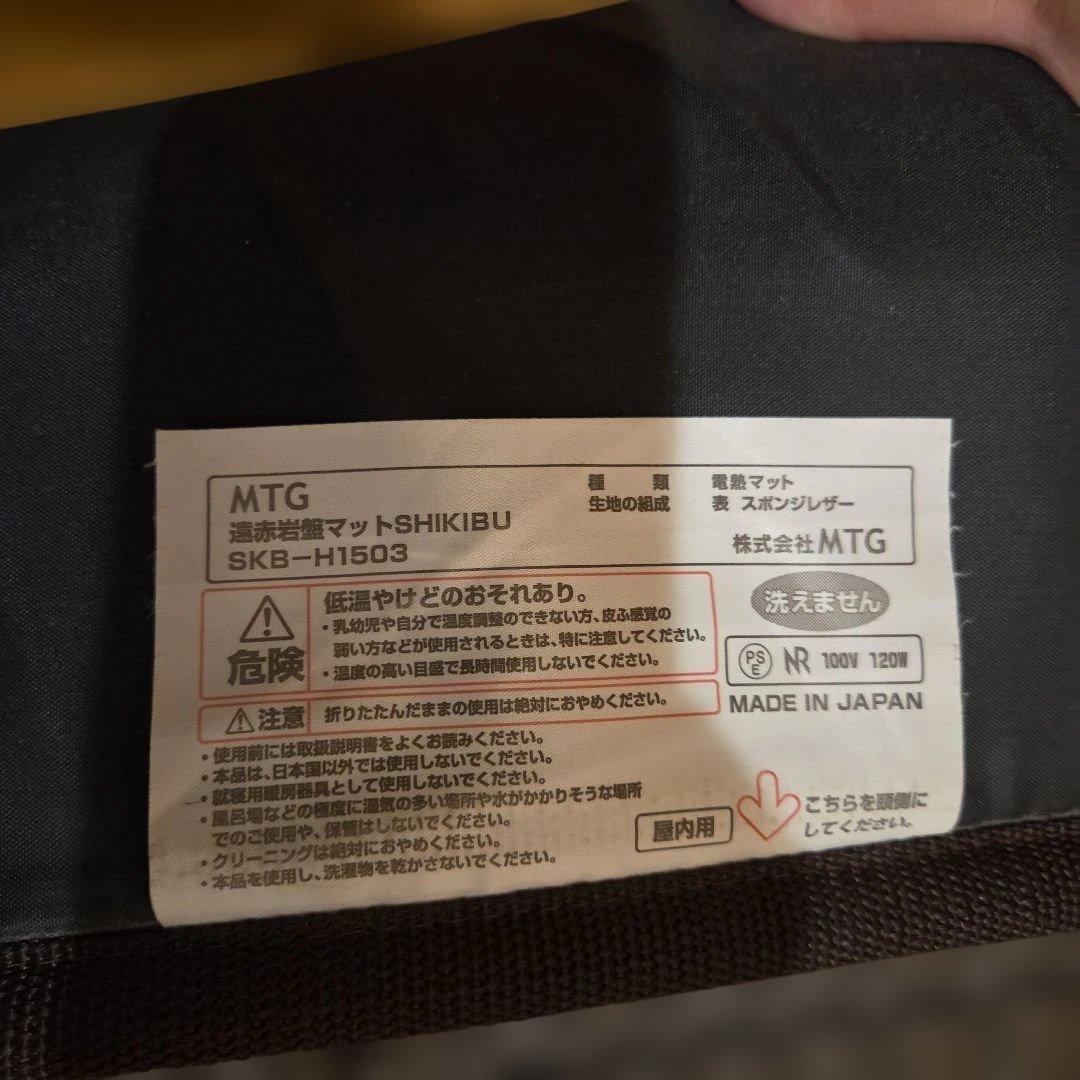 MTG
遠赤岩盤マットSHIKIBU
SKB-H1503
種 類 電熱マット
生地の組成 表 スポンジレザー
株式会社MTG
危険
低温やけどのおそれあり。
・乳幼児や自分で温度調整のできない方、皮ふ感覚の
弱い方などが使用されるときは、特に注意してください。
・温度の高い目盛で長時間使用しないでください。
注意 折りたたんだままの使用は絶対におやめください。
洗えません
PS
E
NR 100V 120W
MADE IN JAPAN
・使用前には取扱説明書をよくお読みください。
・本品は、日本国以外では使用しないでください。
・就寝用暖房器具として使用しないでください。
・風呂場などの極度に湿気の多い場所や水がかかりそうな場所
でのご使用や、保管はしないでください。
・クリーニングは絶対におやめください。
・本品を使用し、洗濯物を乾かさないでください。
屋内用
こちらを頭側に
してください。